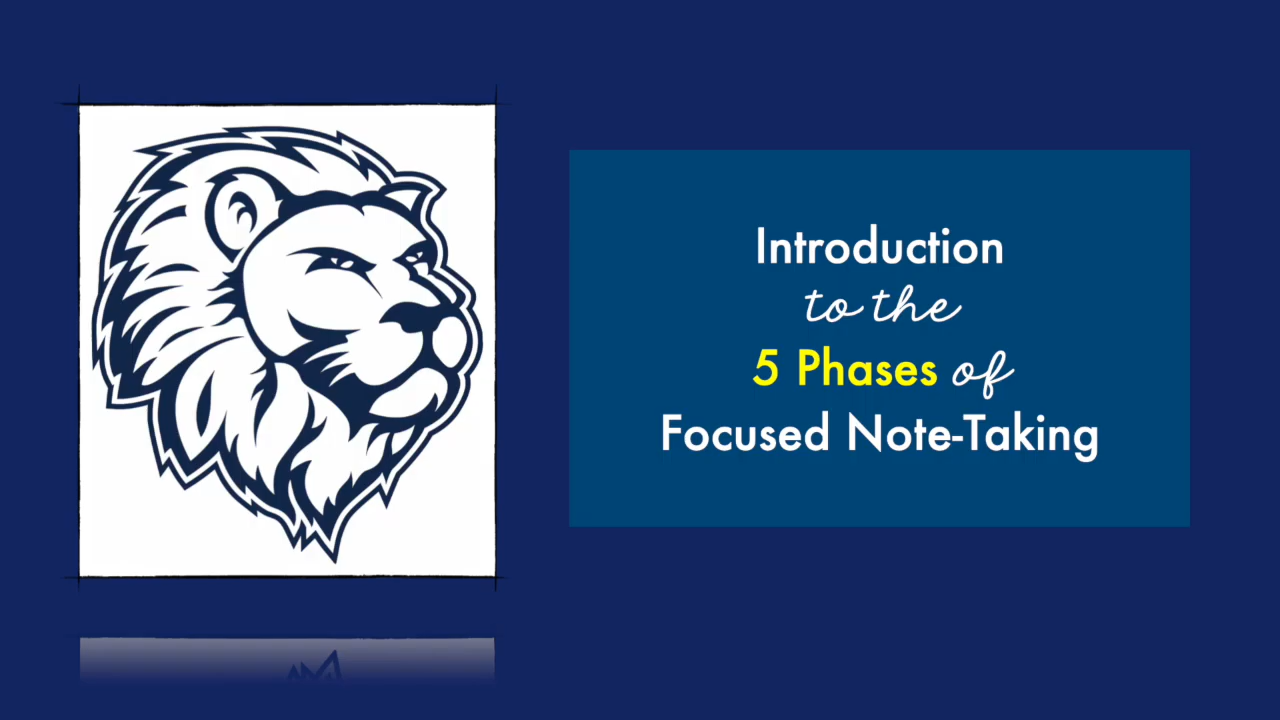 Introduction
to the
5 Phases of
Focused Note-Taking